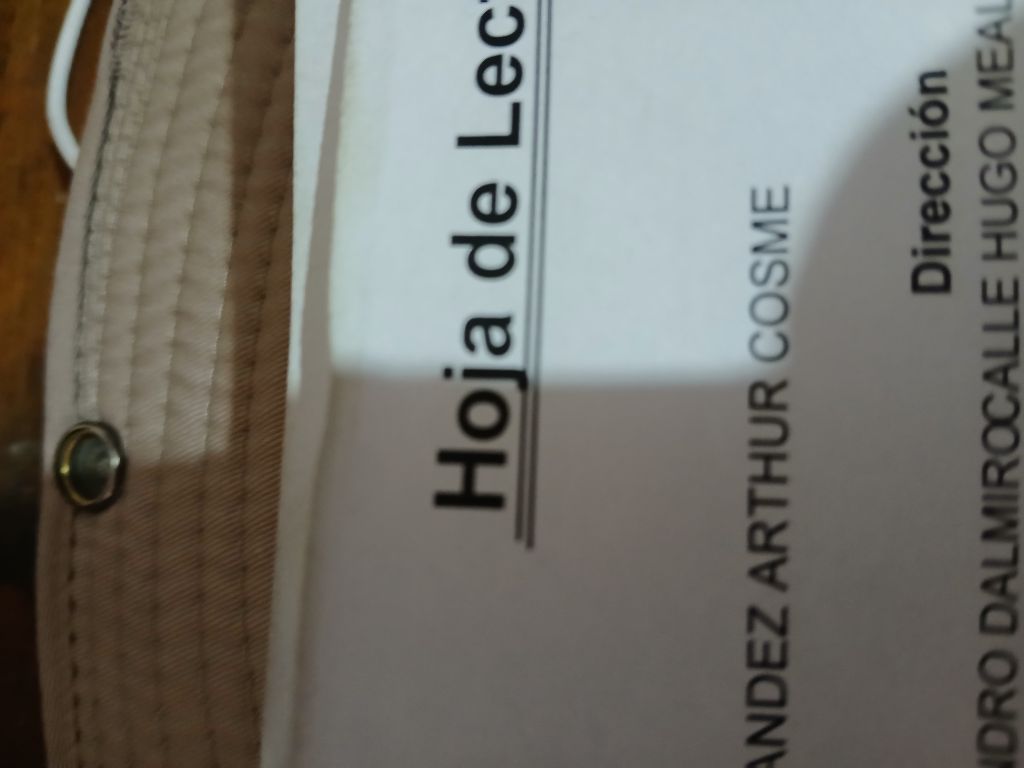 Hoja de Lec
ANDEZ ARTHUR COSME
Dirección
NDRO DALMIROCALLE HUGO MEAL